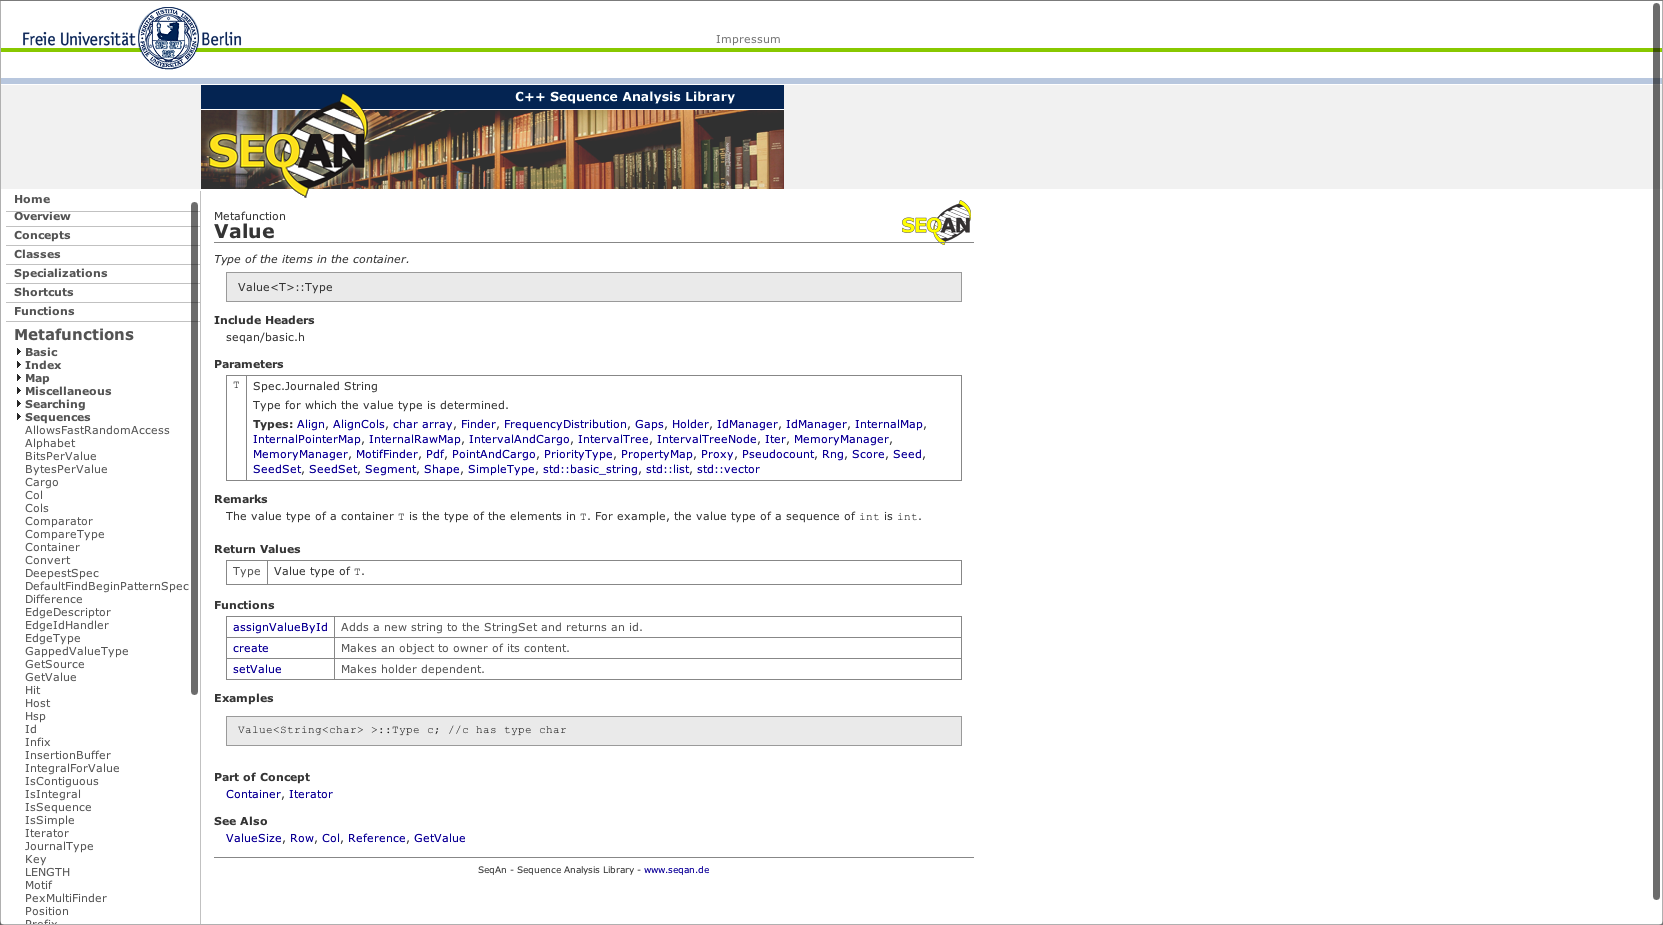 Freie Universität Berlin
Impressum
C++ Sequence Analysis Library
SEQAN
Home
Overview
Concepts
Classes
Specializations
Shortcuts
Functions
Metafunctions
Basic
Index
Map
Miscellaneous
Searching
Sequences
AllowsFastRandomAccess
Alphabet
BitsPerValue
BytesPerValue
Cargo
Col
Cols
Comparator
CompareType
Container
Convert
DeepestSpec
DefaultFindBeginPatternSpec
Difference
EdgeDescriptor
EdgeIdHandler
EdgeType
GappedValueType
GetSource
GetValue
Hit
Host
Hsp
Id
Infix
InsertionBuffer
IntegralForValue
IsContiguous
IsIntegral
IsSequence
IsSimple
Iterator
JournalType
Key
LENGTH
Motif
PexMultiFinder
Position
Metafunction
Value
SEQAN
Type of the items in the container.
Value<T>::Type
Include Headers
seqan/basic.h
Parameters
T Spec.Journaled String
Type for which the value type is determined.
Types: Align, AlignCols, char array, Finder, FrequencyDistribution, Gaps, Holder, IdManager, IdManager, InternalMap,
InternalPointerMap, InternalRawMap, IntervalAndCargo, IntervalTree, IntervalTreeNode, Iter, MemoryManager,
MemoryManager, MotifFinder, Pdf, PointAndCargo, PriorityType, PropertyMap, Proxy, Pseudocount, Rng, Score, Seed,
SeedSet, SeedSet, Segment, Shape, SimpleType, std::basic_string, std::list, std::vector
Remarks
The value type of a container T is the type of the elements in T. For example, the value type of a sequence of int is int.
Return Values
Type Value type of T.
Functions
assignValueById Adds a new string to the StringSet and returns an id.
create Makes an object to owner of its content.
setValue Makes holder dependent.
Examples
Value<String<char> >::Type c; //c has type char
Part of Concept
Container, Iterator
See Also
ValueSize, Row, Col, Reference, GetValue
SeqAn - Sequence Analysis Library - www.seqan.de